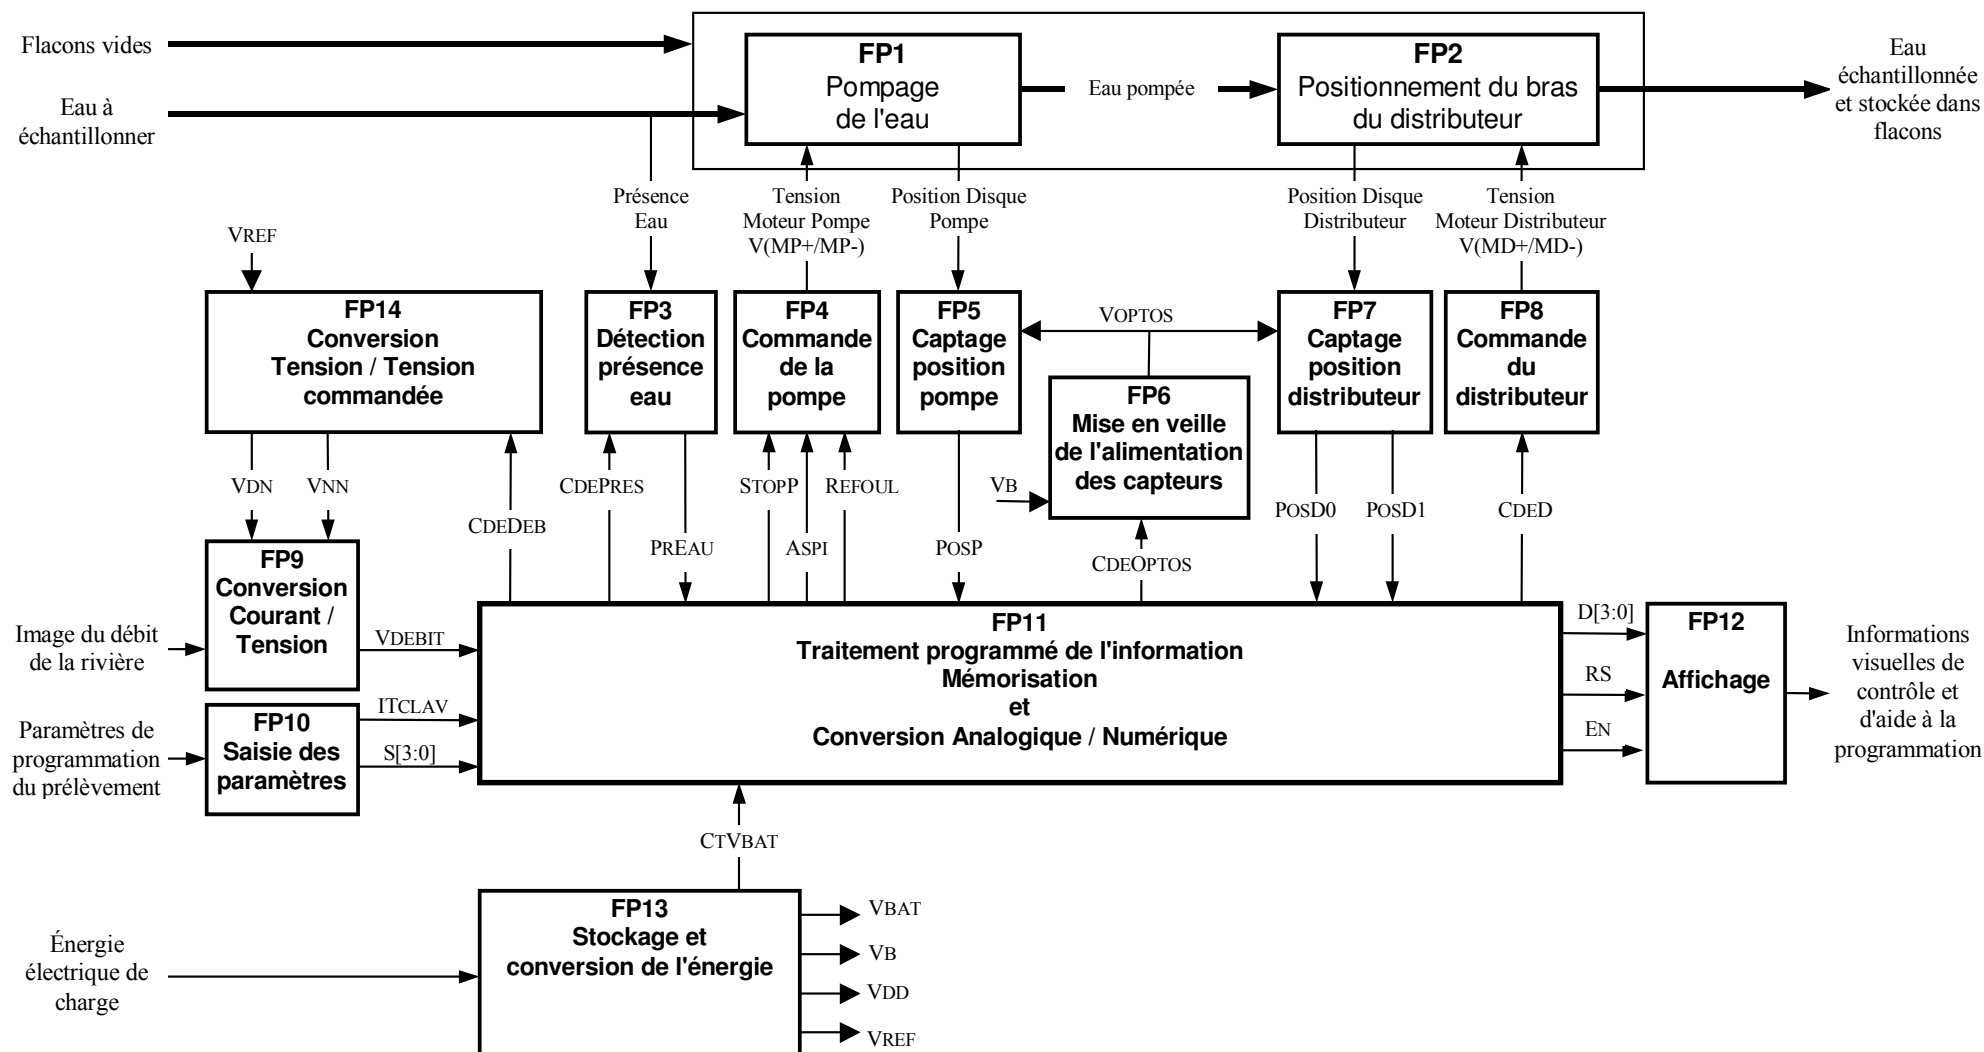 Flacons vides
Eau à
échantillonner
FP1
Pompage
de l'eau
Eau pompée
FP2
Positionnement du bras
du distributeur
Eau
échantillonnée
et stockée dans
flacons
Présence
Eau
Tension
Moteur Pompe
V(MP+/MP-)
Position Disque
Pompe
Position Disque
Distributeur
Tension
Moteur Distributeur
V(MD+/MD-)
VREF
FP14
Conversion
Tension / Tension
commandée
FP3
Détection
présence
eau
FP4
Commande
de la
pompe
FP5
Captage
position
pompe
VOPTOS
FP6
Mise en veille
de l'alimentation
des capteurs
FP7
Captage
position
distributeur
FP8
Commande
du
distributeur
VDN
VNN
CDEDEB
CDEPRES
PREAU
STOPP
ASPI
REFOUL
POSP
VB
CDEOPTOS
POSD0
POSD1
CDED
FP9
Conversion
Courant /
Tension
Image du débit
de la rivière
VDEBIT
FP10
Saisie des
paramètres
Paramètres de
programmation
du prélèvement
ITCLAV
S[3:0]
FP11
Traitement programmé de l'information
Mémorisation
et
Conversion Analogique / Numérique
D[3:0]
RS
EN
FP12
Affichage
Informations
visuelles de
contrôle et
d'aide à la
programmation
CTVBAT
FP13
Stockage et
conversion de l'énergie
Énergie
électrique de
charge
VBAT
VB
VDD
VREF